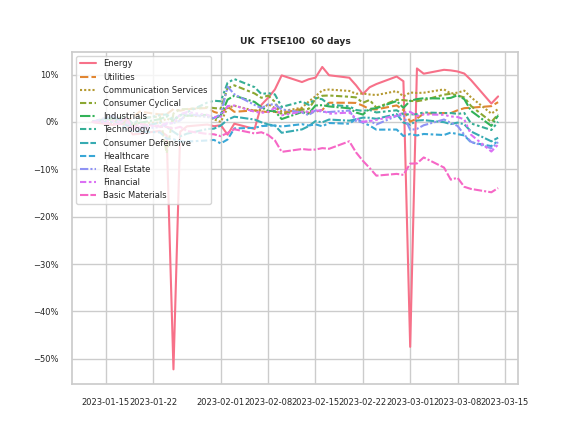 UK FTSE100 60 days
Energy
Utilities
Communication Services
Consumer Cyclical
Industrials
Technology
Consumer Defensive
Healthcare
Real Estate
Financial
Basic Materials
10%
0%
−10%
−20%
−30%
−40%
−50%
2023-01-15 2023-01-22 2023-02-01 2023-02-08 2023-02-15 2023-02-22 2023-03-01 2023-03-08 2023-03-15